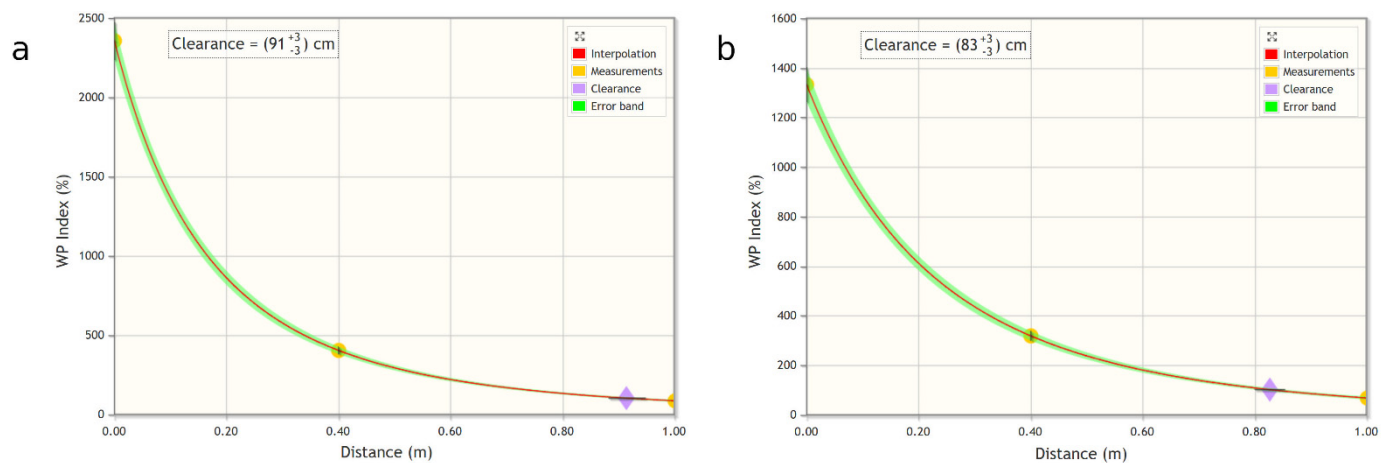 a
Clearance = (91 +3 -3) cm
Interpolation
Measurements
Clearance
Error band
WP Index (%)
2500
2000
1500
1000
500
0
0.00 0.20 0.40 0.60 0.80 1.00
Distance (m)
b
Clearance = (83 +3 -3) cm
Interpolation
Measurements
Clearance
Error band
WP Index (%)
1600
1400
1200
1000
800
600
400
200
0
0.00 0.20 0.40 0.60 0.80 1.00
Distance (m)